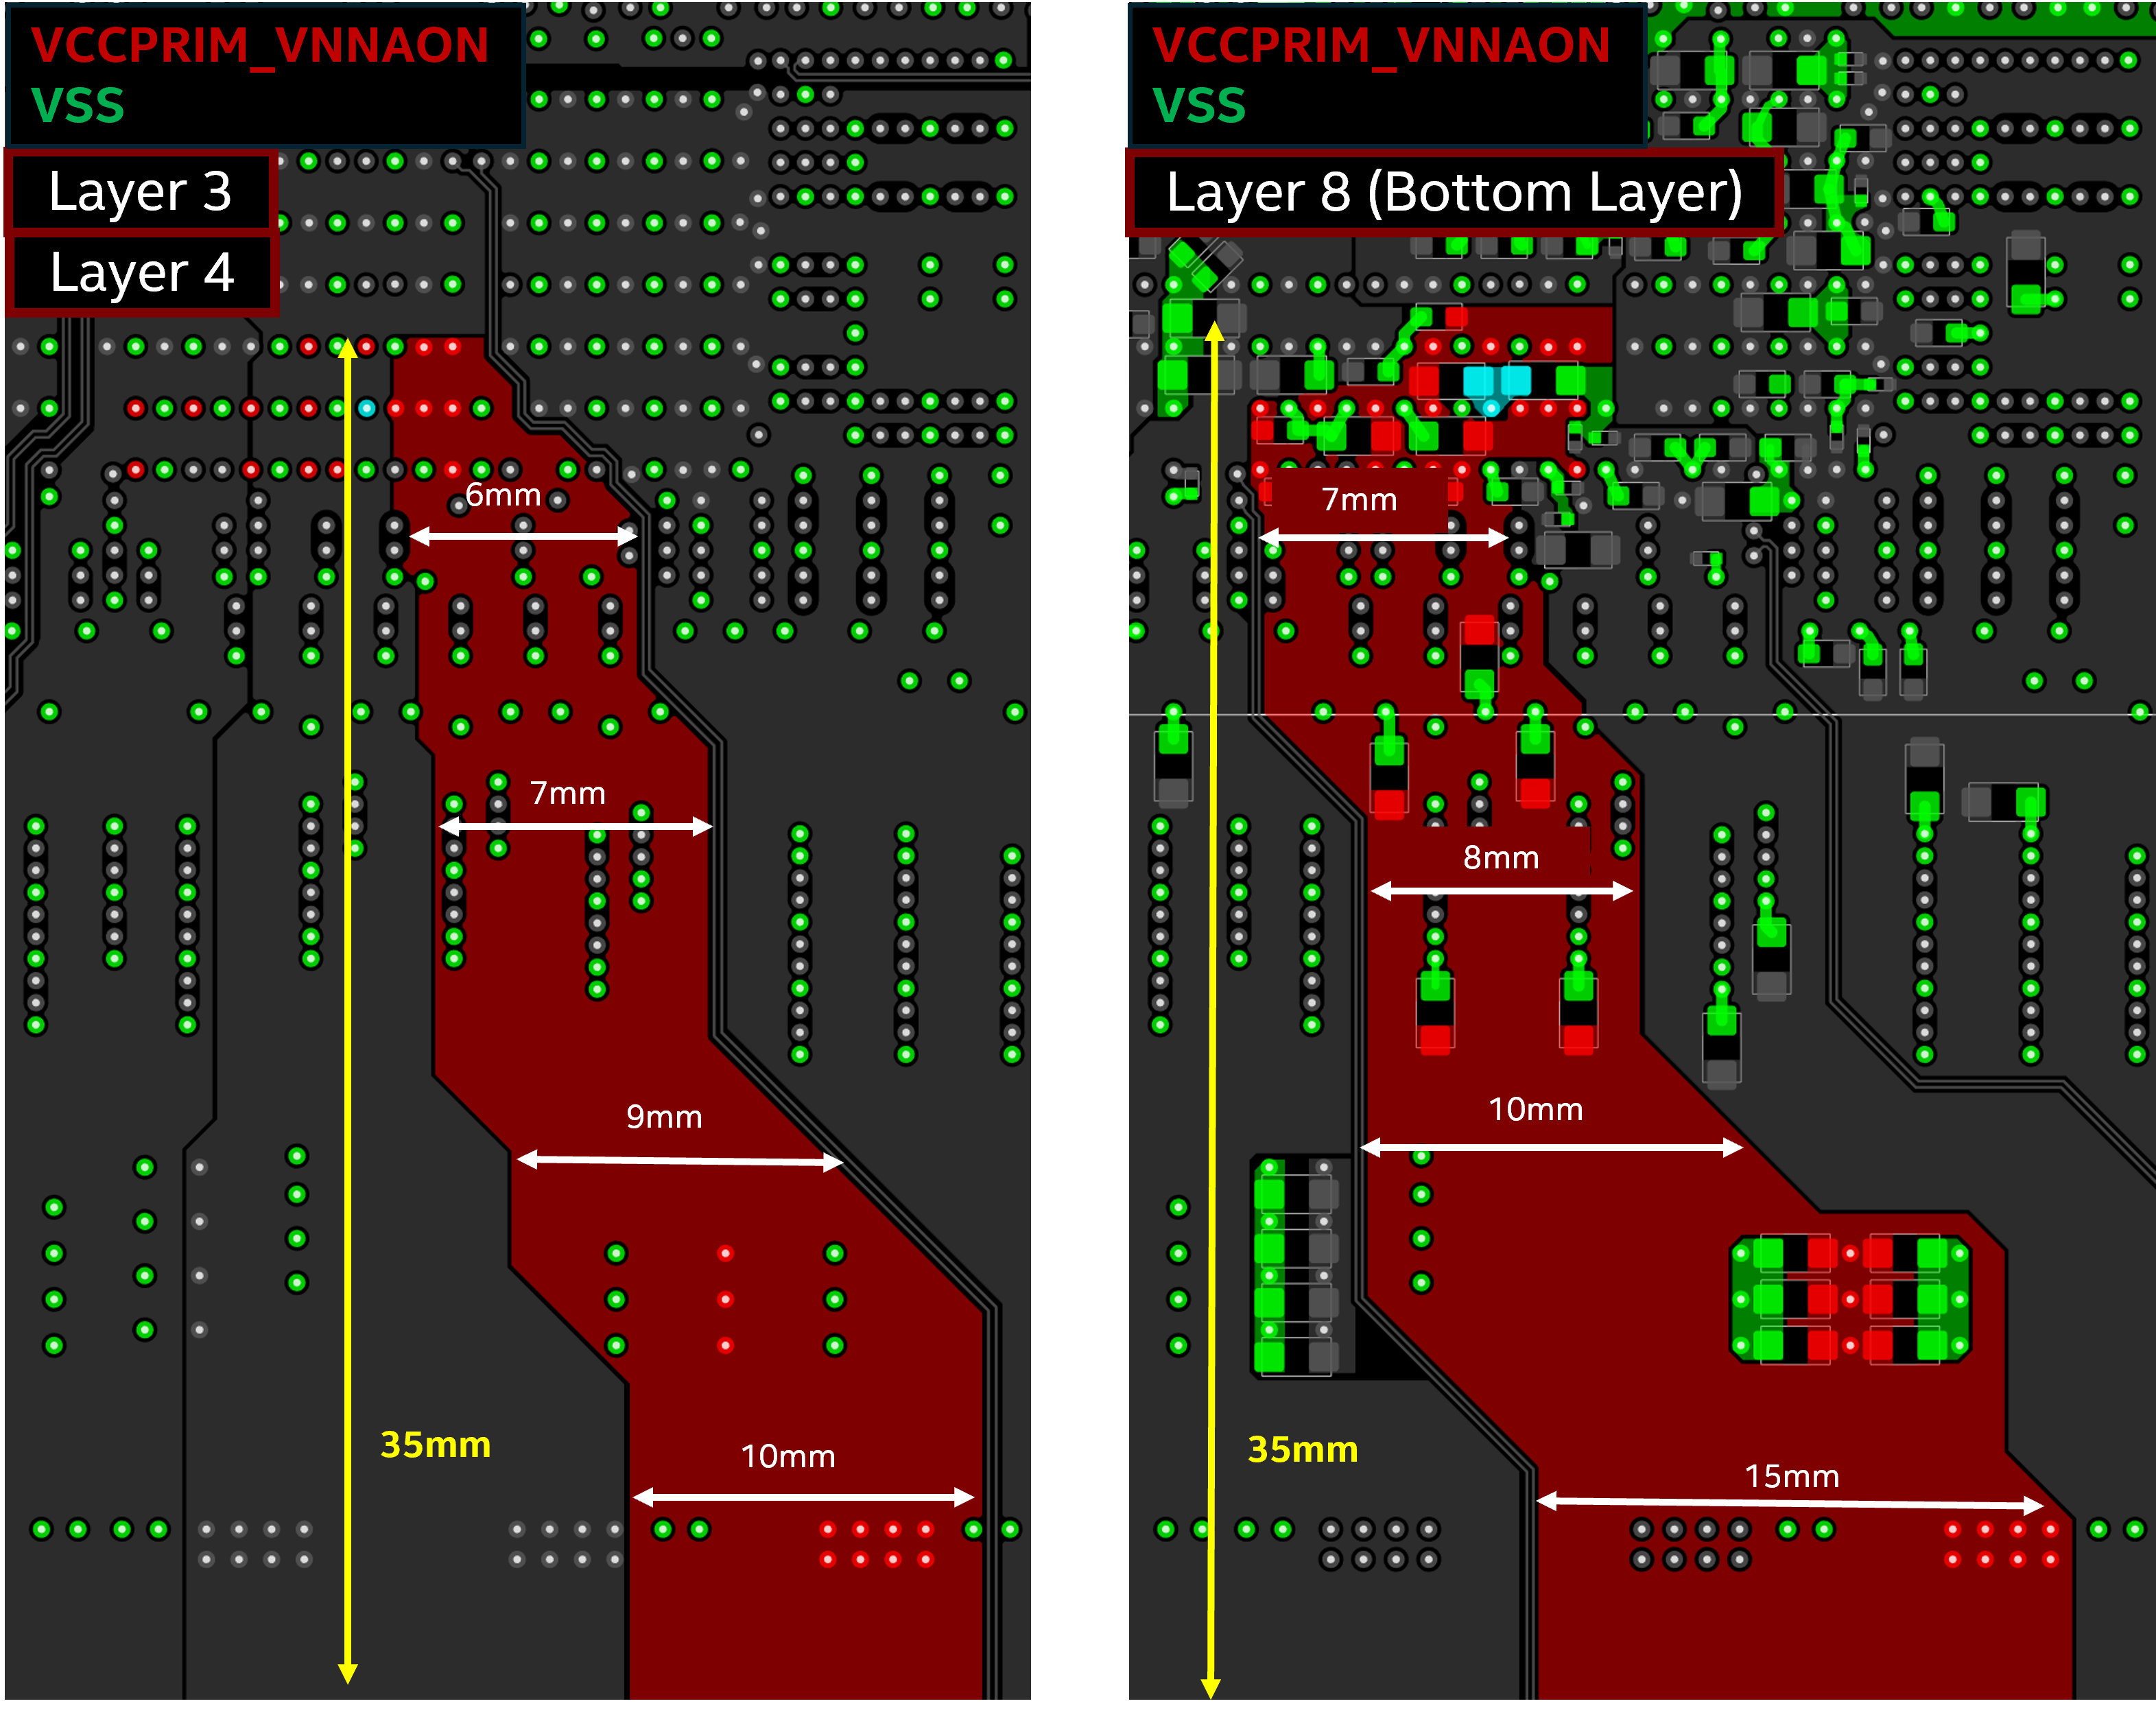 VCCPRIM_VNNAON
VSS
Layer 3
Layer 4
6mm
7mm
9mm
10mm
35mm
VCCPRIM_VNNAON
VSS
Layer 8 (Bottom Layer)
7mm
8mm
10mm
15mm
35mm